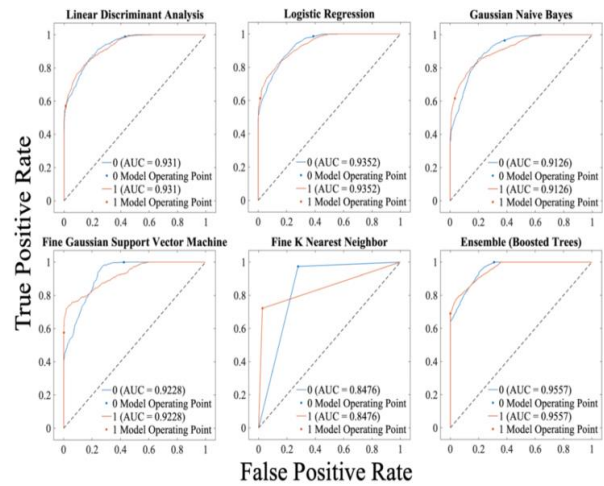 Linear Discriminant Analysis
1
0.8
0.6
0.4
0.2
0
0 (AUC = 0.931)
0 Model Operating Point
1 (AUC = 0.931)
1 Model Operating Point
0 0.2 0.4 0.6 0.8 1
Logistic Regression
1
0.8
0.6
0.4
0.2
0
0 (AUC = 0.9352)
0 Model Operating Point
1 (AUC = 0.9352)
1 Model Operating Point
0 0.2 0.4 0.6 0.8 1
Gaussian Naive Bayes
1
0.8
0.6
0.4
0.2
0
0 (AUC = 0.9126)
0 Model Operating Point
1 (AUC = 0.9126)
1 Model Operating Point
0 0.2 0.4 0.6 0.8 1
True Positive Rate
Fine Gaussian Support Vector Machine
1
0.8
0.6
0.4
0.2
0
0 (AUC = 0.9228)
0 Model Operating Point
1 (AUC = 0.9228)
1 Model Operating Point
0 0.2 0.4 0.6 0.8 1
Fine K Nearest Neighbor
1
0.8
0.6
0.4
0.2
0
0 (AUC = 0.8476)
0 Model Operating Point
1 (AUC = 0.8476)
1 Model Operating Point
0 0.2 0.4 0.6 0.8 1
Ensemble (Boosted Trees)
1
0.8
0.6
0.4
0.2
0
0 (AUC = 0.9557)
0 Model Operating Point
1 (AUC = 0.9557)
1 Model Operating Point
0 0.2 0.4 0.6 0.8 1
False Positive Rate